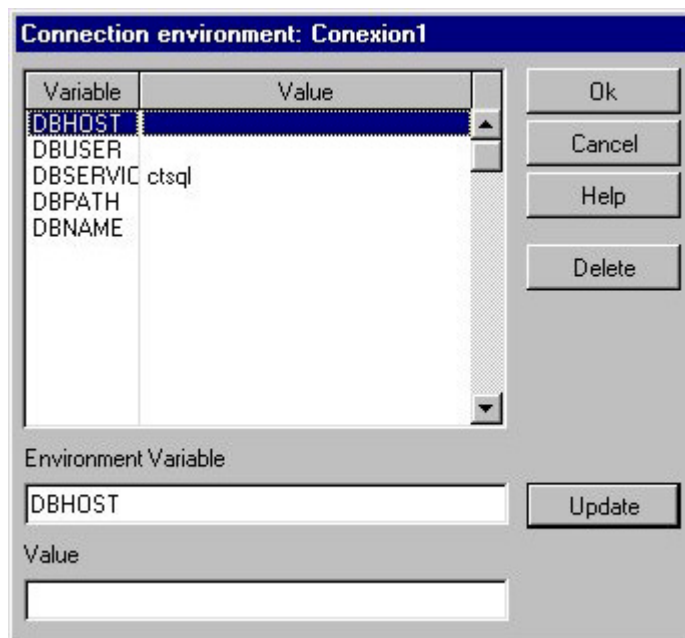 Connection environment: Conexion1
Variable Value
DBHOST
DBUSER
DBSERVIC ctsql
DBPATH
DBNAME
Ok
Cancel
Help
Delete
Environment Variable
DBHOST
Update
Value